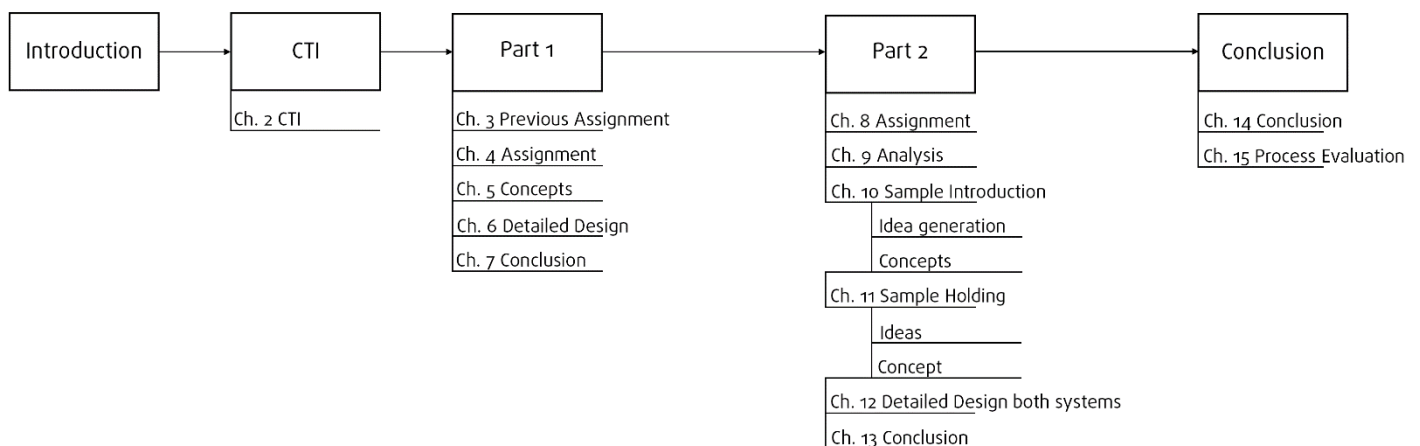 Introduction
CTI
Part 1
Part 2
Conclusion
Ch. 2 CTI
Ch. 3 Previous Assignment
Ch. 4 Assignment
Ch. 5 Concepts
Ch. 6 Detailed Design
Ch. 7 Conclusion
Ch. 8 Assignment
Ch. 9 Analysis
Ch. 10 Sample Introduction
Idea generation
Concepts
Ch. 11 Sample Holding
Ideas
Concept
Ch. 12 Detailed Design both systems
Ch. 13 Conclusion
Ch. 14 Conclusion
Ch. 15 Process Evaluation